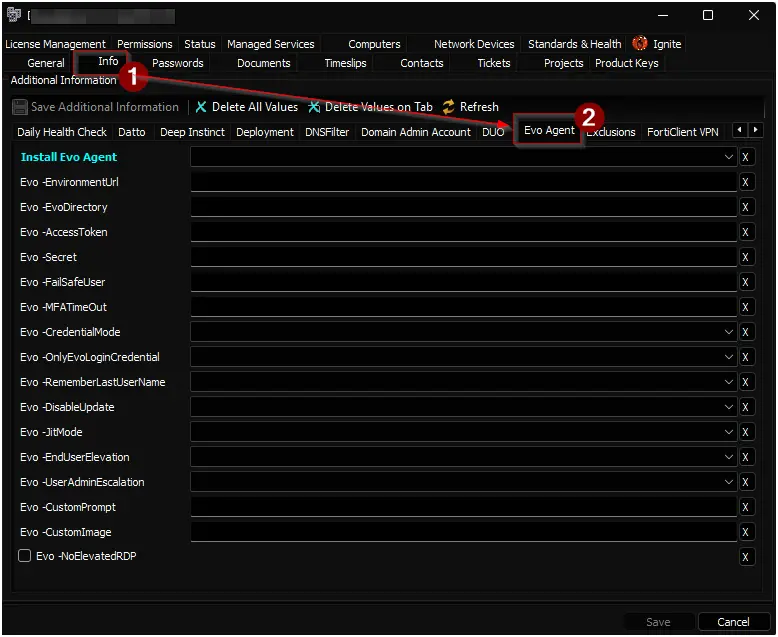 License Management Permissions Status Managed Services Computers Network Devices Standards & Health Ignite
General Info Passwords Documents Timeslips Contacts Tickets Projects Product Keys
Additional Information 1
Save Additional Information Delete All Values Delete Values on Tab Refresh
2
Daily Health Check Datto Deep Instinct Deployment DNSFilter Domain Admin Account DUO Evo Agent Exclusions FortiClient VPN
Install Evo Agent X
Evo -EnvironmentUrl X
Evo -EvoDirectory X
Evo -AccessToken X
Evo -Secret X
Evo -FailSafeUser X
Evo -MFATimeOut X
Evo -CredentialMode X
Evo -OnlyEvoLoginCredential X
Evo -RememberLastUserName X
Evo -DisableUpdate X
Evo -JitMode X
Evo -EndUserElevation X
Evo -UserAdminEscalation X
Evo -CustomPrompt X
Evo -CustomImage X
Evo -NoElevatedRDP X
Save Cancel